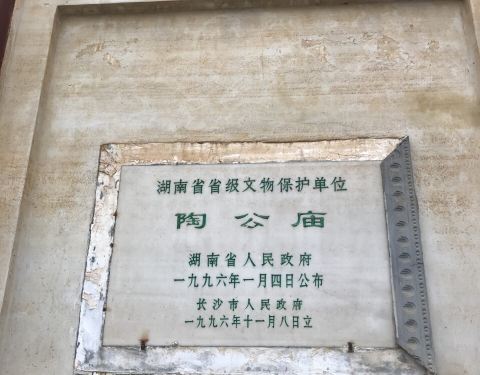 湖南省省级文物保护单位
陶公庙
湖南省人民政府
一九九六年一月四日公布
长沙市人民政府
一九九六年十一月八日立